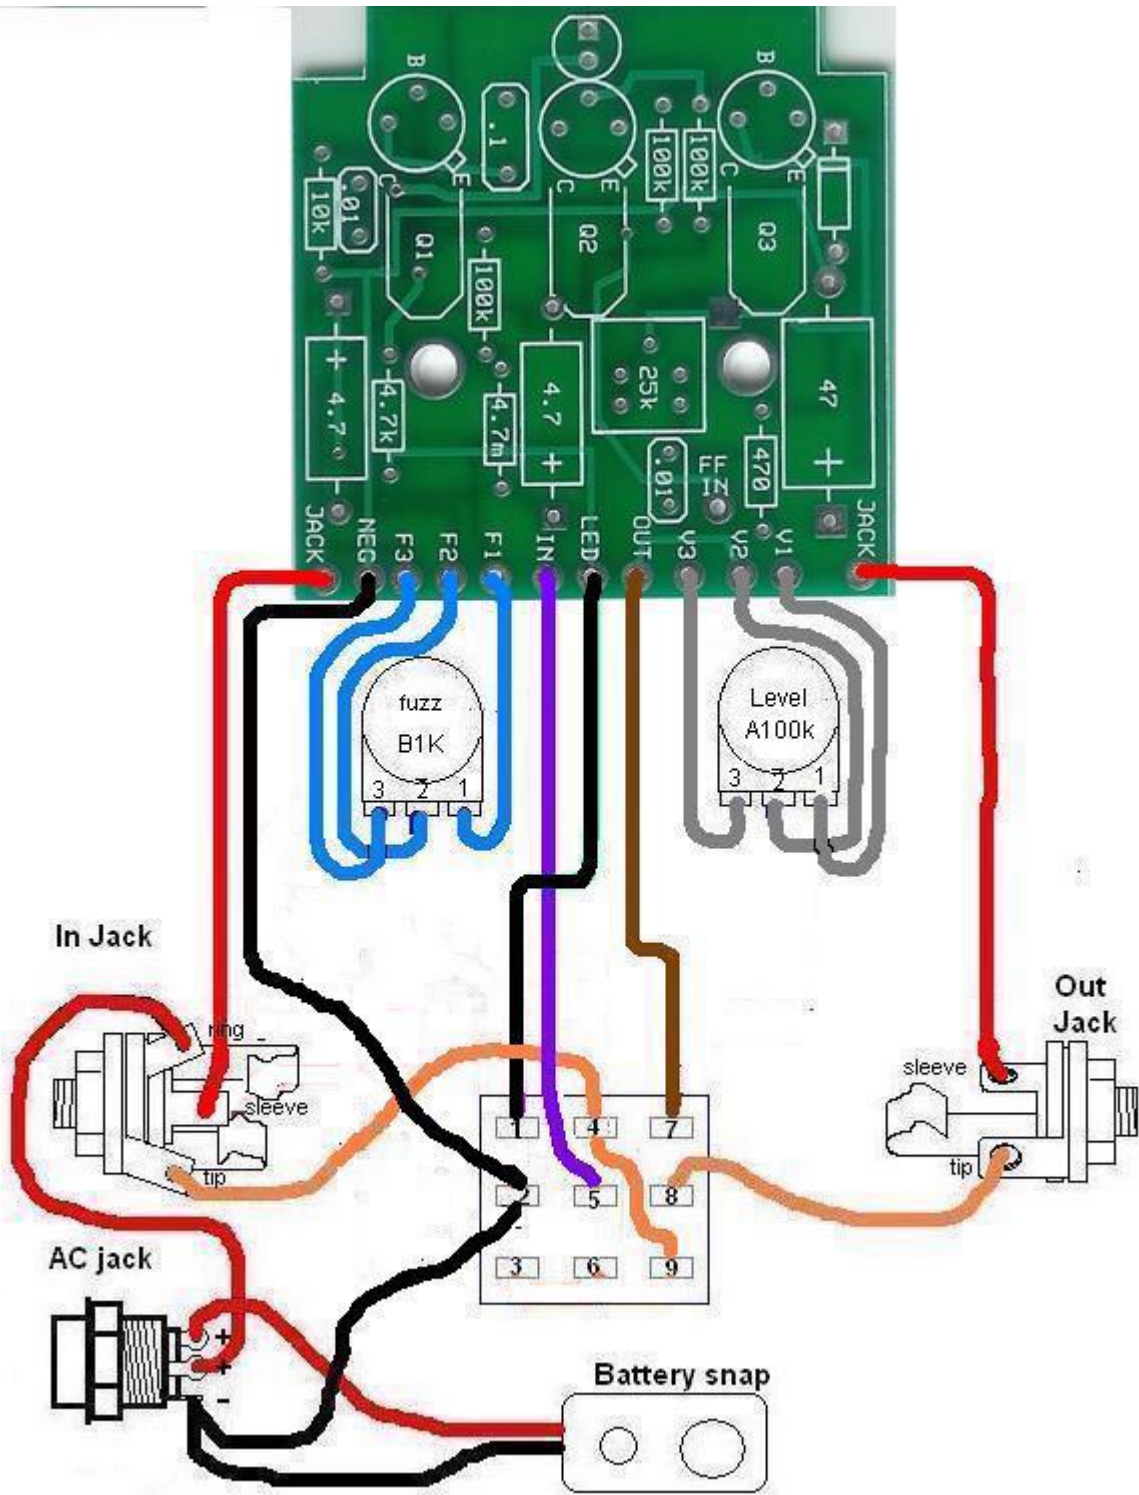 B
B
.1
C
E
C
E
C
E
100k
100k
10k
.01
Q1
Q2
Q3
100k
+
4.7
4.7k
4.7m
4.7
+
25k
47
+
.01
FF
IN
470
JACK
NEG
F3
F2
F1
IN
LED
OUT
V3
V2
V1
JACK
fuzz
B1K
3 2 1
Level
A100k
3 2 1
In Jack
Out
Jack
ring
sleeve
tip
sleeve
tip
1 4 7
2 5 8
3 6 9
AC jack
+
+
-
Battery snap